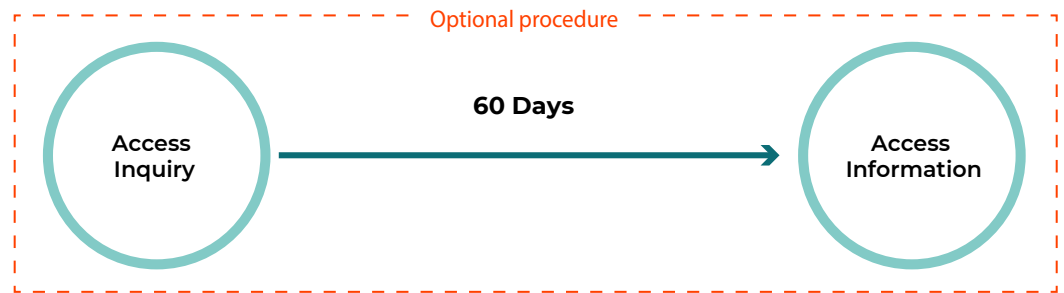 Optional procedure
60 Days
Access
Inquiry
Access
Information